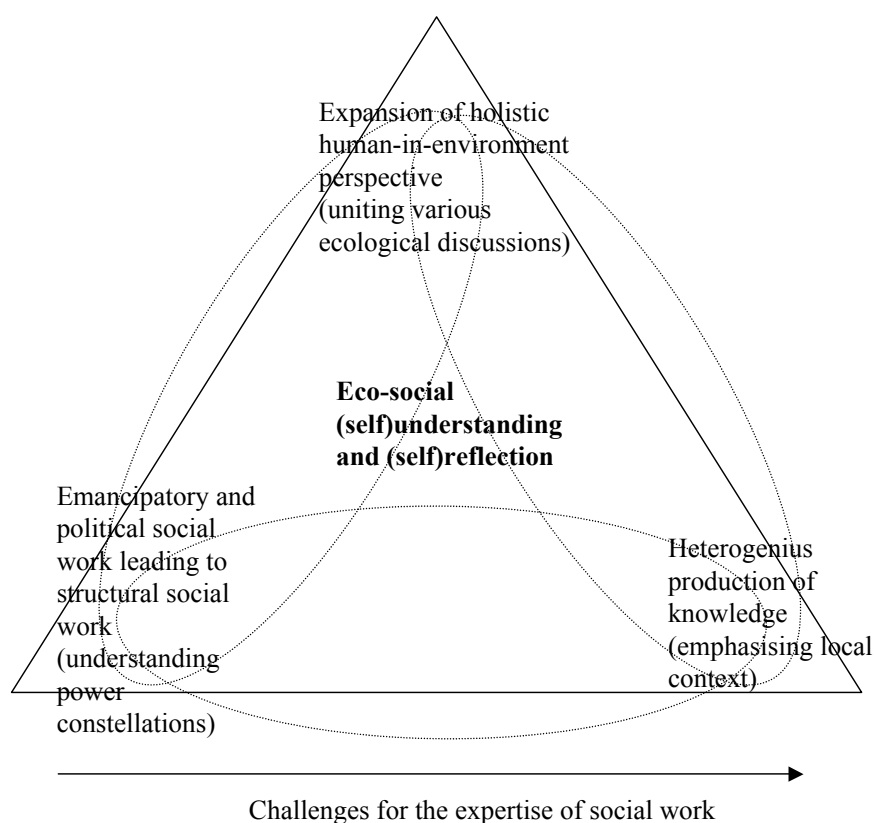 Expansion of holistic
human-in-environment
perspective
(uniting various
ecological discussions)
Eco-social
(self)understanding
and (self)reflection
Emancipatory and
political social
work leading to
structural social
work
(understanding
power
constellations)
Heterogenius
production of
knowledge
(emphasising local
context)
Challenges for the expertise of social work